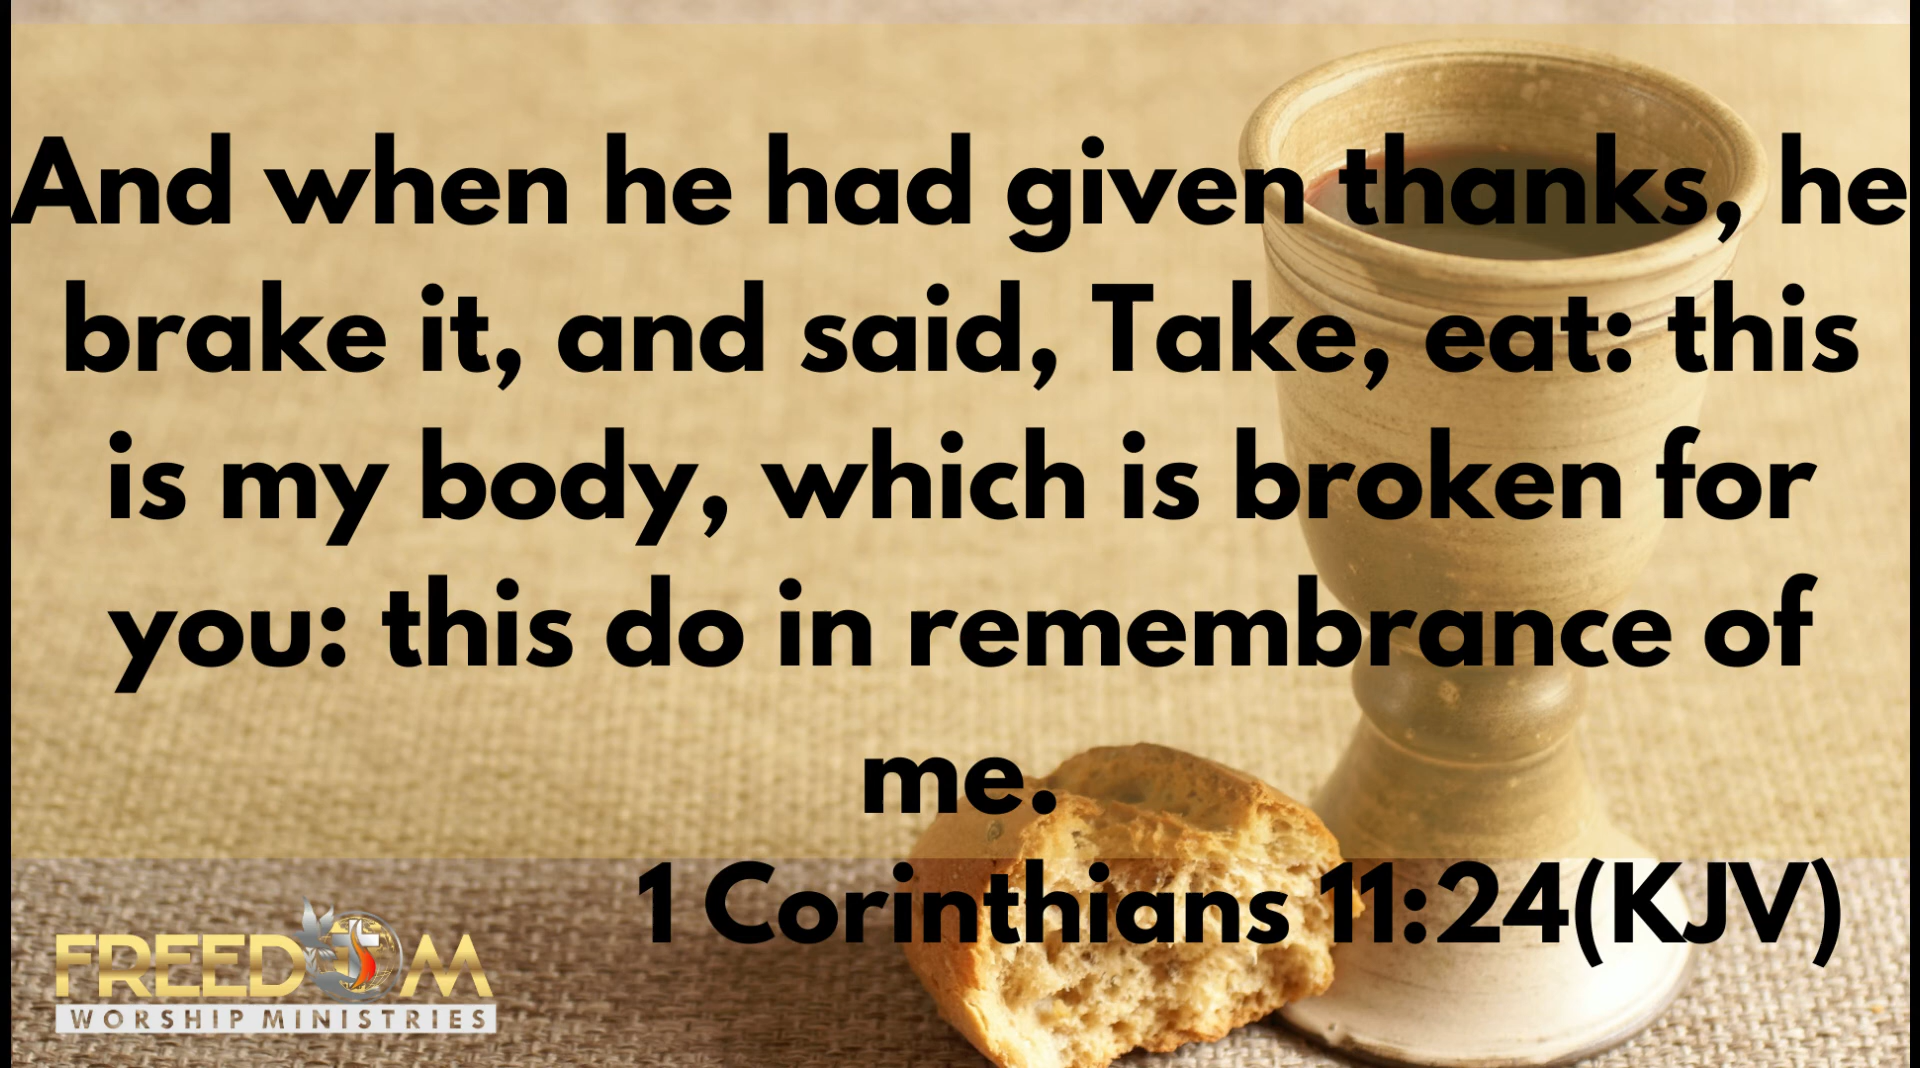 And when he had given thanks, he
brake it, and said, Take, eat: this
is my body, which is broken for
you: this do in remembrance of
me.
1 Corinthians 11:24(KJV)
FREEDOM
WORSHIP MINISTRIES